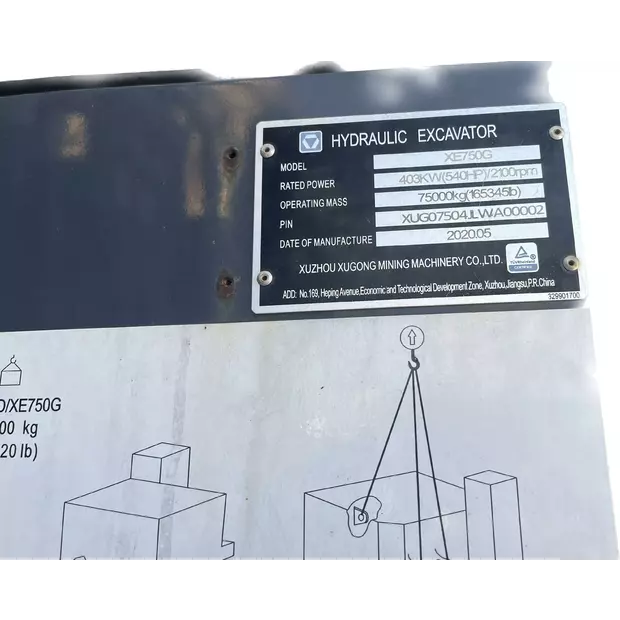 HYDRAULIC EXCAVATOR
MODEL XE750G
RATED POWER 403KW(540HP)/2100rpm
OPERATING MASS 75000kg(165345lb)
PIN XUG07504JLWA00002
DATE OF MANUFACTURE 2020.05
XUZHOU XUGONG MINING MACHINERY CO.,LTD.
ADD: No.169, Heping Avenue,Economic and Technological Development Zone, Xuzhou,Jiangsu,P.R.China
329901700
D/XE750G
00 kg
20 lb)